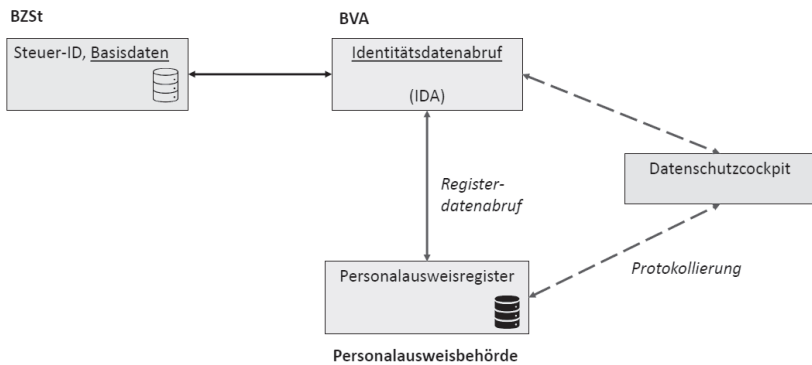 BZSt
BVA
Steuer-ID, Basisdaten
Identitätsdatenabruf
(IDA)
Datenschutzcockpit
Register-
datenabruf
Personalausweisregister
Protokollierung
Personalausweisbehörde